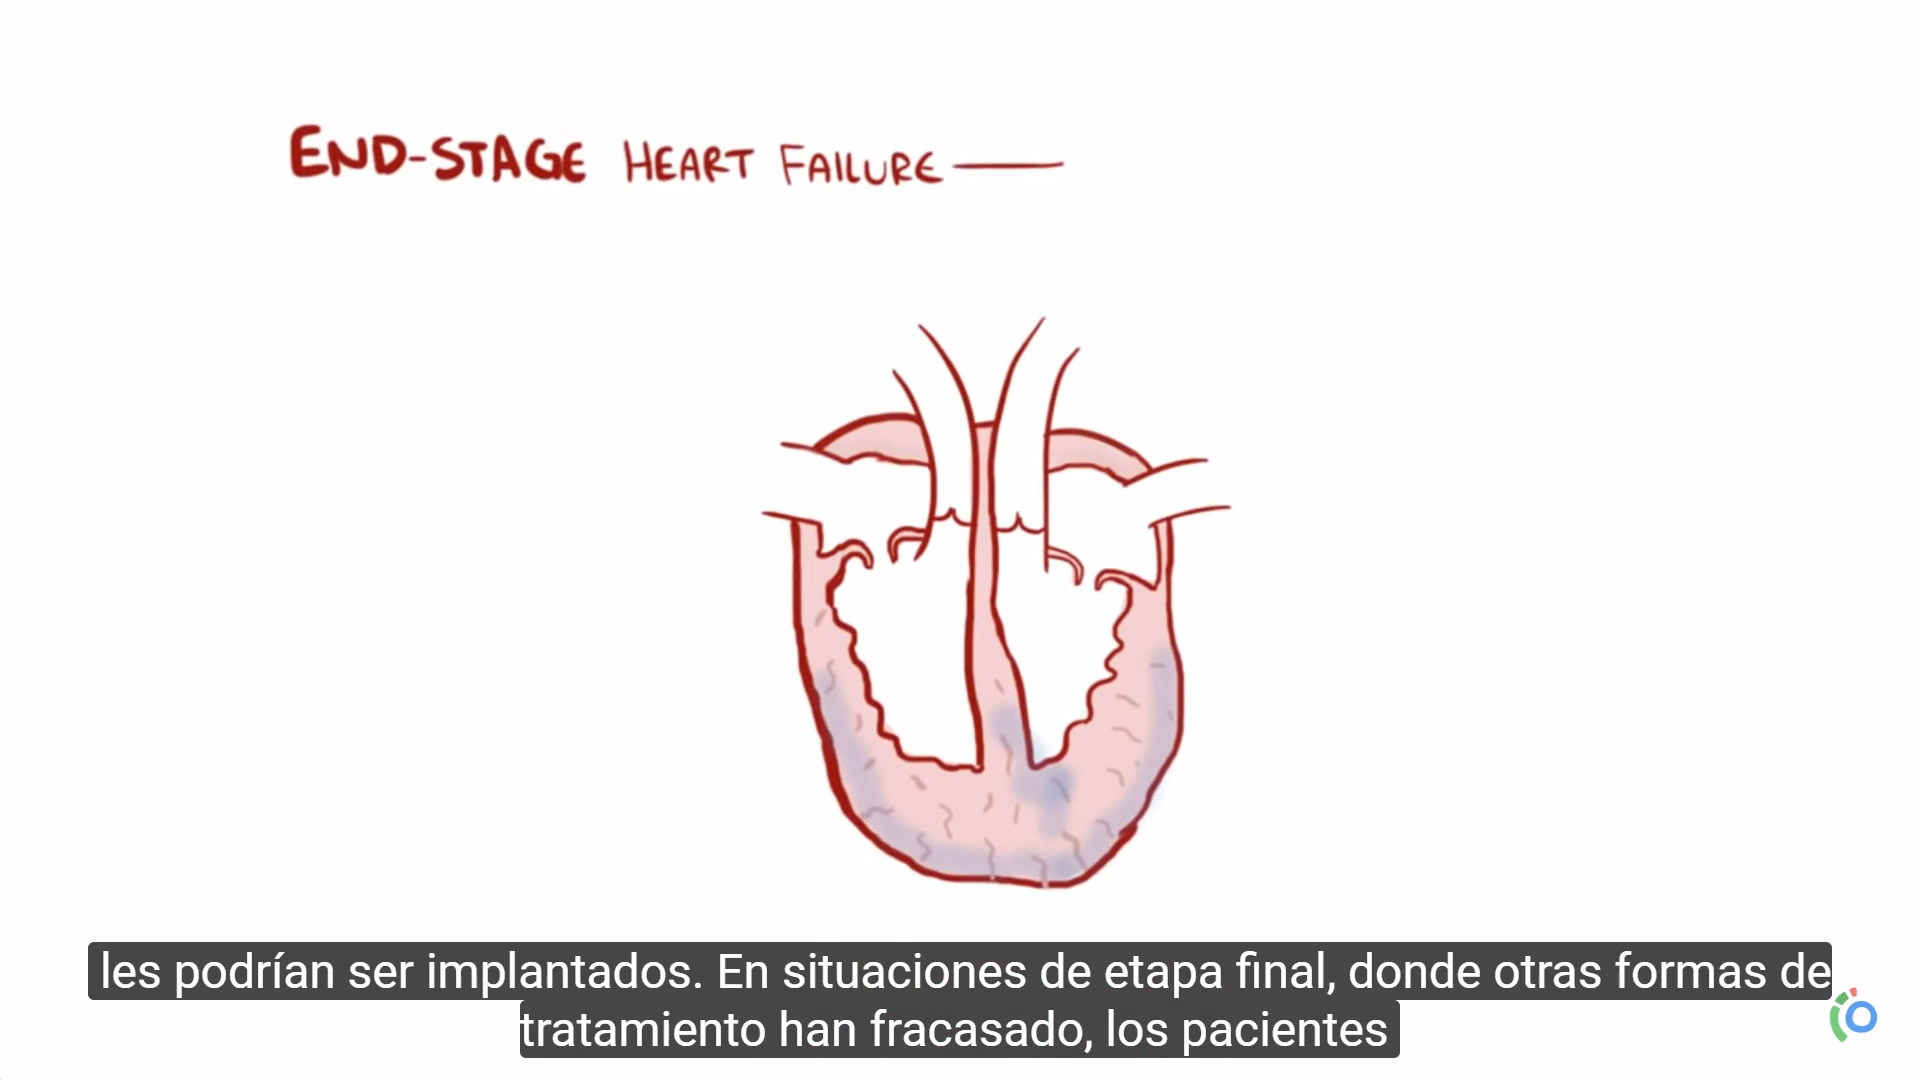 END-STAGE HEART FAILURE
les podrían ser implantados. En situaciones de etapa final, donde otras formas de
tratamiento han fracasado, los pacientes